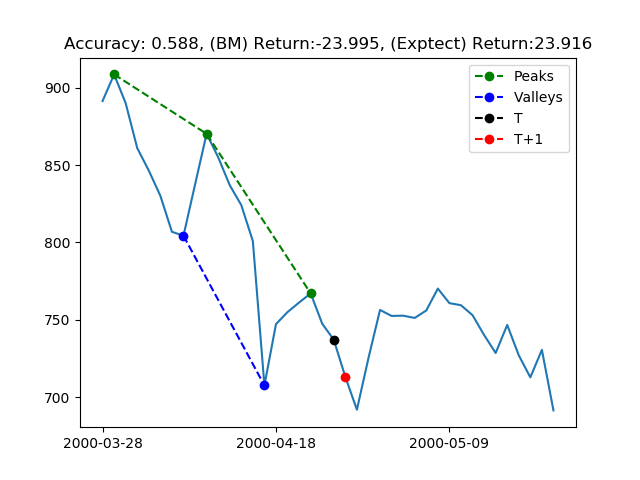 Accuracy: 0.588, (BM) Return:-23.995, (Exptect) Return:23.916
Peaks
Valleys
T
T+1
900
850
800
750
700
2000-03-28 2000-04-18 2000-05-09